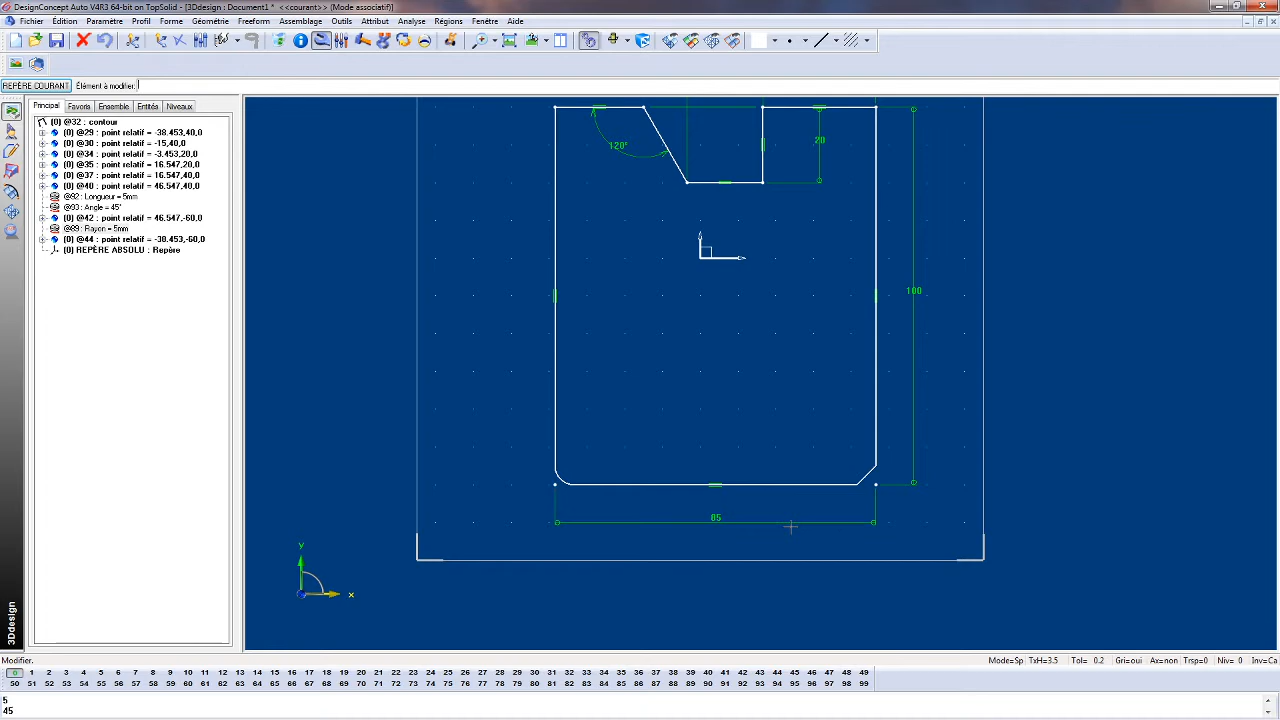 DesignConcept Auto V4R3 64-bit on TopSolid - [3Ddesign : Document1 * <<courant>> (Mode associatif)]
Fichier Édition Paramètre Profil Forme Géométrie Freeform Assemblage Outils Attribut Analyse Régions Fenêtre Aide
REPÈRE COURANT Élément à modifier:
Principal Favoris Ensemble Entités Niveaux
(0) @32 : contour
(0) @29 : point relatif = -38.453,40,0
(0) @30 : point relatif = -15,40,0
(0) @34 : point relatif = -3.453,20,0
(0) @35 : point relatif = 16.547,20,0
(0) @37 : point relatif = 16.547,40,0
(0) @40 : point relatif = 46.547,40,0
@92 : Longueur = 5mm
@93 : Angle = 45°
(0) @42 : point relatif = 46.547,-60,0
@89 : Rayon = 5mm
(0) @44 : point relatif = -38.453,-60,0
(0) REPÈRE ABSOLU : Repère
120°
20
100
85
y
x
3Ddesign
Modifier. Mode=Sp TxH=3.5 Tol= 0.2 Gri=oui Ax=non Trsp=0 Niv= 0 Inv=Ca
0 1 2 3 4 5 6 7 8 9 10 11 12 13 14 15 16 17 18 19 20 21 22 23 24 25 26 27 28 29 30 31 32 33 34 35 36 37 38 39 40 41 42 43 44 45 46 47 48 49
50 51 52 53 54 55 56 57 58 59 60 61 62 63 64 65 66 67 68 69 70 71 72 73 74 75 76 77 78 79 80 81 82 83 84 85 86 87 88 89 90 91 92 93 94 95 96 97 98 99
5
45